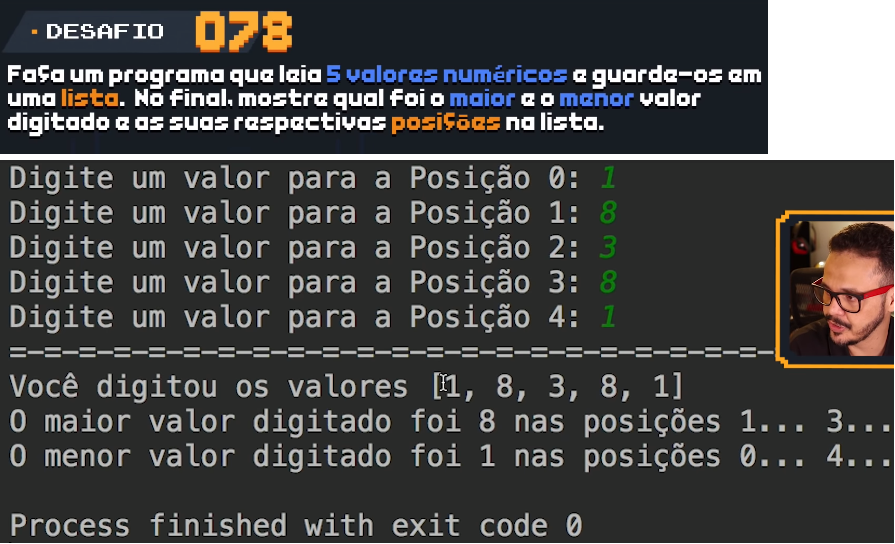 DESAFIO 078
Faça um programa que leia 5 valores numéricos e guarde-os em
uma lista. No final, mostre qual foi o maior e o menor valor
digitado e as suas respectivas posições na lista.
Digite um valor para a Posição 0: 1
Digite um valor para a Posição 1: 8
Digite um valor para a Posição 2: 3
Digite um valor para a Posição 3: 8
Digite um valor para a Posição 4: 1
=-=-=-=-=-=-=-=-=-=-=-=-=-=-=-=-=-=-=-=-=-=-
Você digitou os valores [1, 8, 3, 8, 1]
O maior valor digitado foi 8 nas posições 1... 3...
O menor valor digitado foi 1 nas posições 0... 4...
Process finished with exit code 0